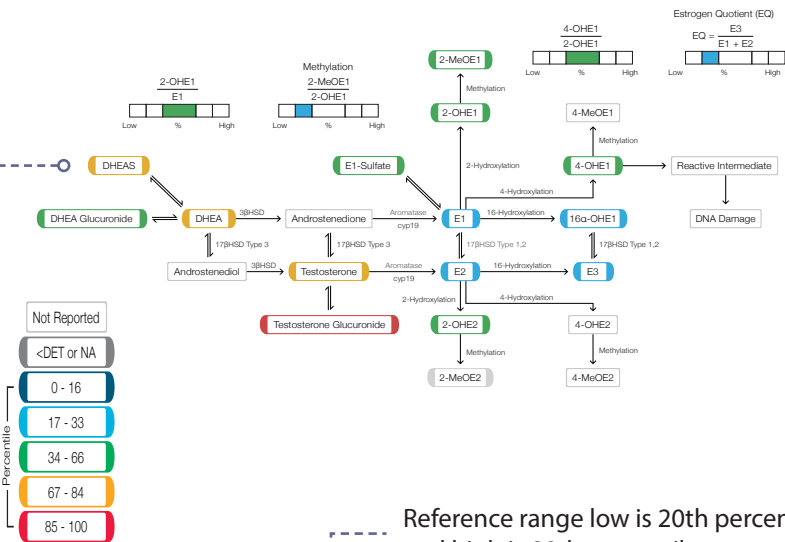 Estrogen Quotient (EQ)
EQ = E3
E1 + E2
Low % High
4-OHE1
2-OHE1
Low % High
Methylation
2-MeOE1
2-OHE1
Low % High
2-OHE1
E1
Low % High
2-MeOE1
Methylation
2-OHE1
4-MeOE1
Methylation
2-Hydroxylation
DHEAS
E1-Sulfate
4-OHE1
Reactive Intermediate
4-Hydroxylation
DHEA Glucuronide
DHEA
3βHSD
Androstenedione
Aromatase
cyp19
E1
16-Hydroxylation
16α-OHE1
DNA Damage
17βHSD Type 3
17βHSD Type 3
17βHSD Type 1,2
17βHSD Type 1,2
Androstenediol
3βHSD
Testosterone
Aromatase
cyp19
E2
16-Hydroxylation
E3
2-Hydroxylation
4-Hydroxylation
Testosterone Glucuronide
2-OHE2
4-OHE2
Methylation
Methylation
2-MeOE2
4-MeOE2
Not Reported
<DET or NA
Percentile
0 - 16
17 - 33
34 - 66
67 - 84
85 - 100
Reference range low is 20th percen